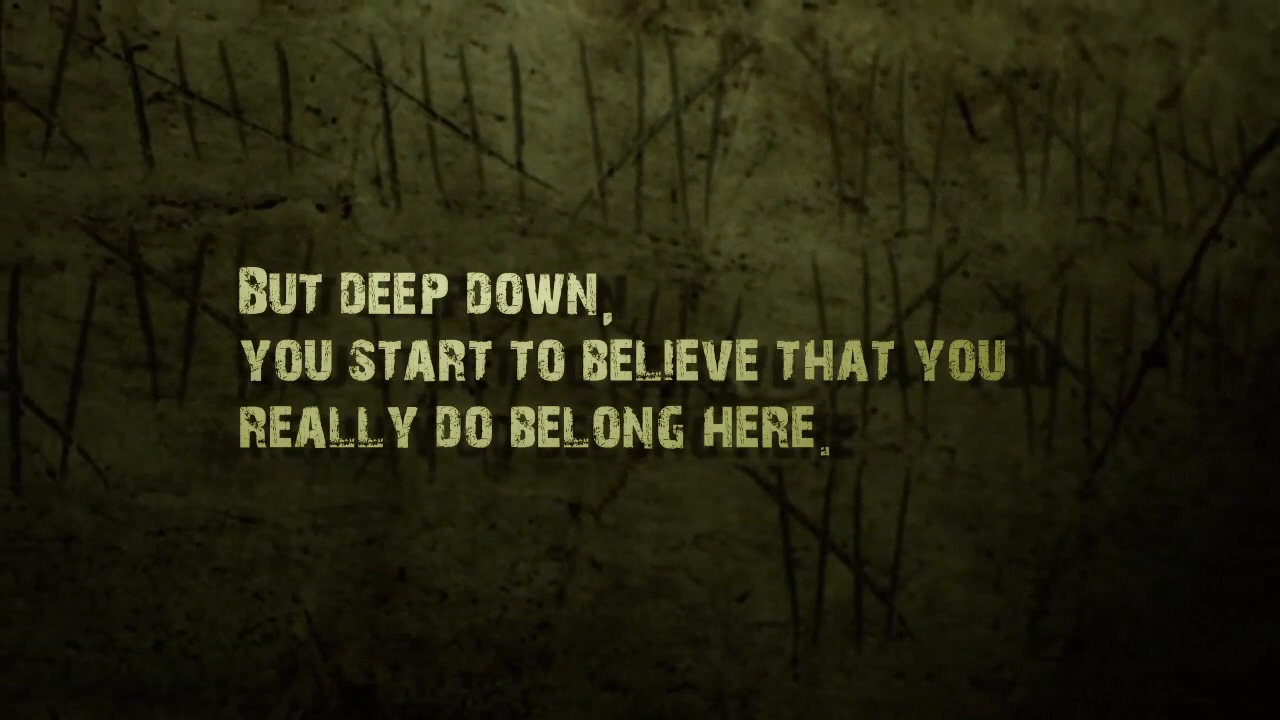 But deep down,
you start to believe that you
really do belong here.